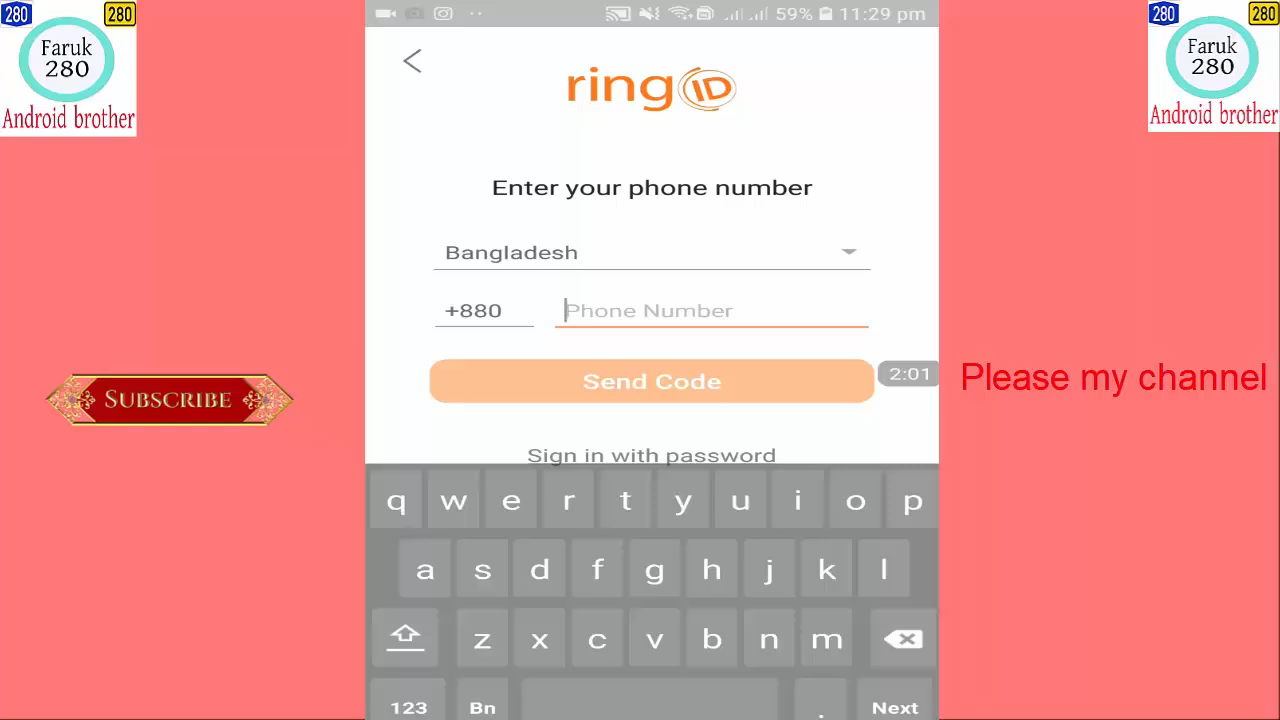 280 280
Faruk
280
Android brother
59% 11:29 pm
ring ID
Enter your phone number
Bangladesh
+880 Phone Number
Send Code
2:01
Sign in with password
SUBSCRIBE
Please my channel
280 280
Faruk
280
Android brother
q w e r t y u i o p
a s d f g h j k l
z x c v b n m
123 Bn . Next